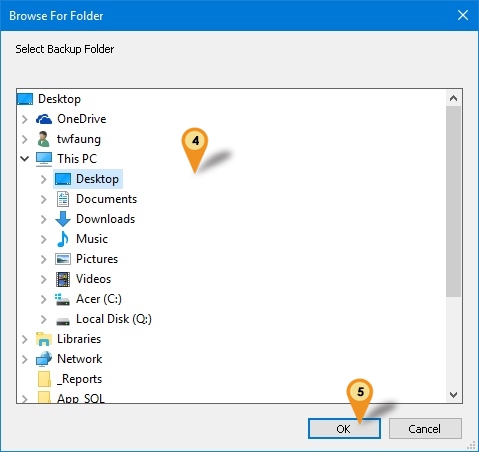 Browse For Folder
Select Backup Folder
Desktop
OneDrive
twfaung
This PC
4
Desktop
Documents
Downloads
Music
Pictures
Videos
Acer (C:)
Local Disk (Q:)
Libraries
Network
_Reports
App_SQL
5
OK
Cancel